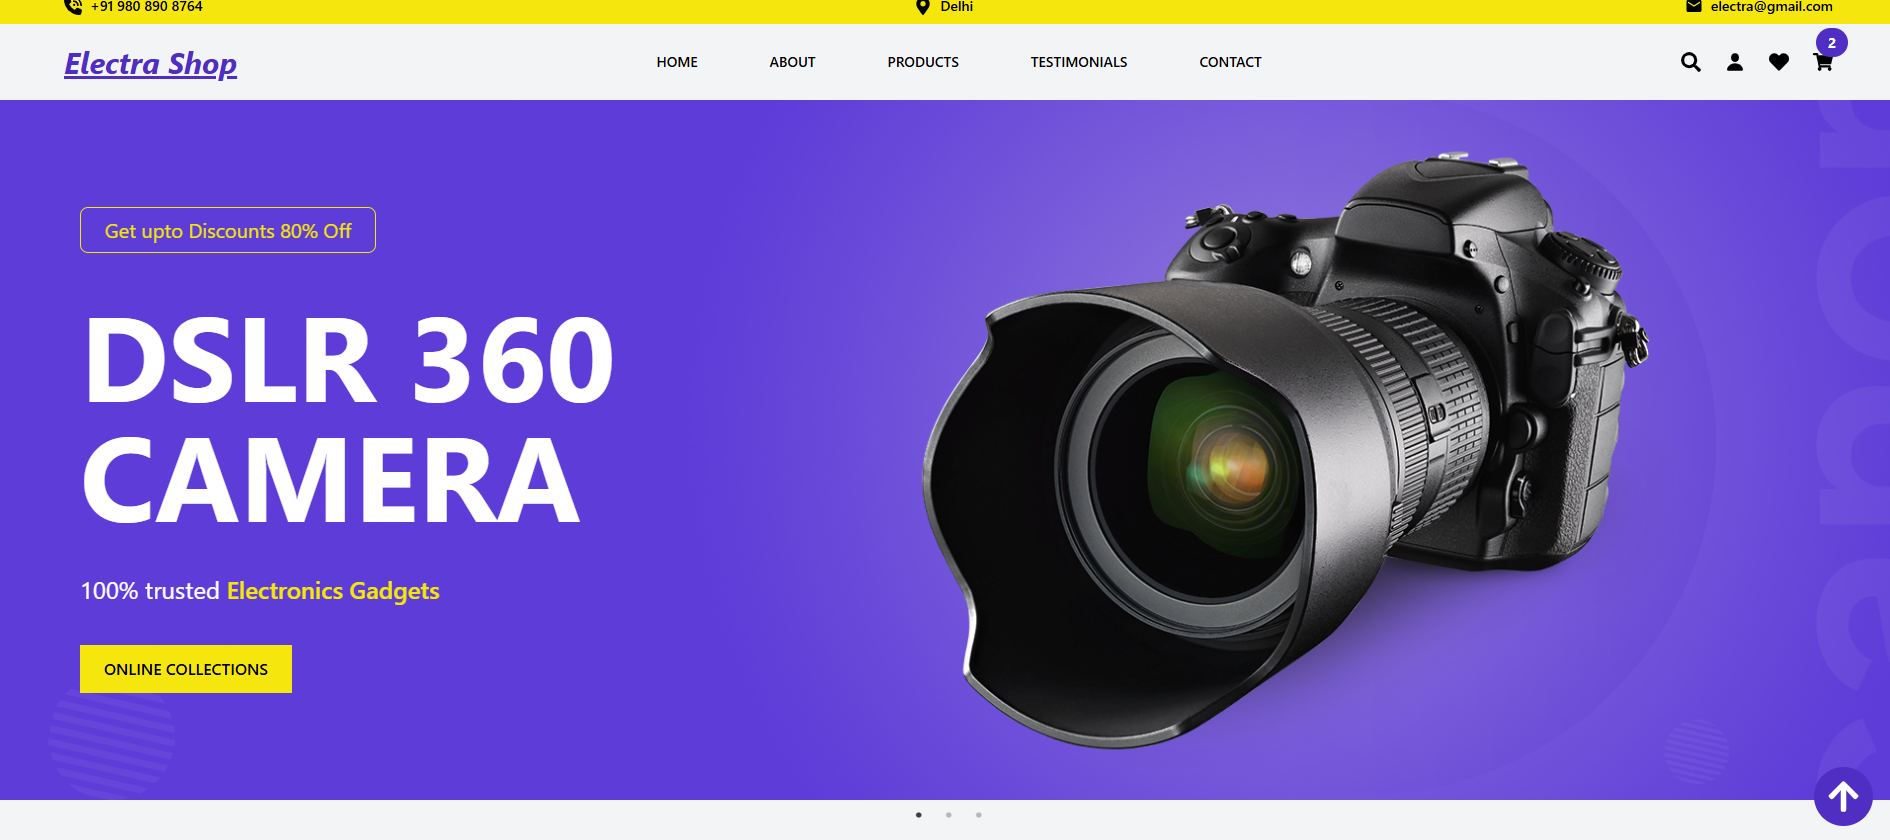 +91 980 890 8764
Delhi
electra@gmail.com
Electra Shop
HOME
ABOUT
PRODUCTS
TESTIMONIALS
CONTACT
2
Get upto Discounts 80% Off
DSLR 360
CAMERA
100% trusted Electronics Gadgets
ONLINE COLLECTIONS